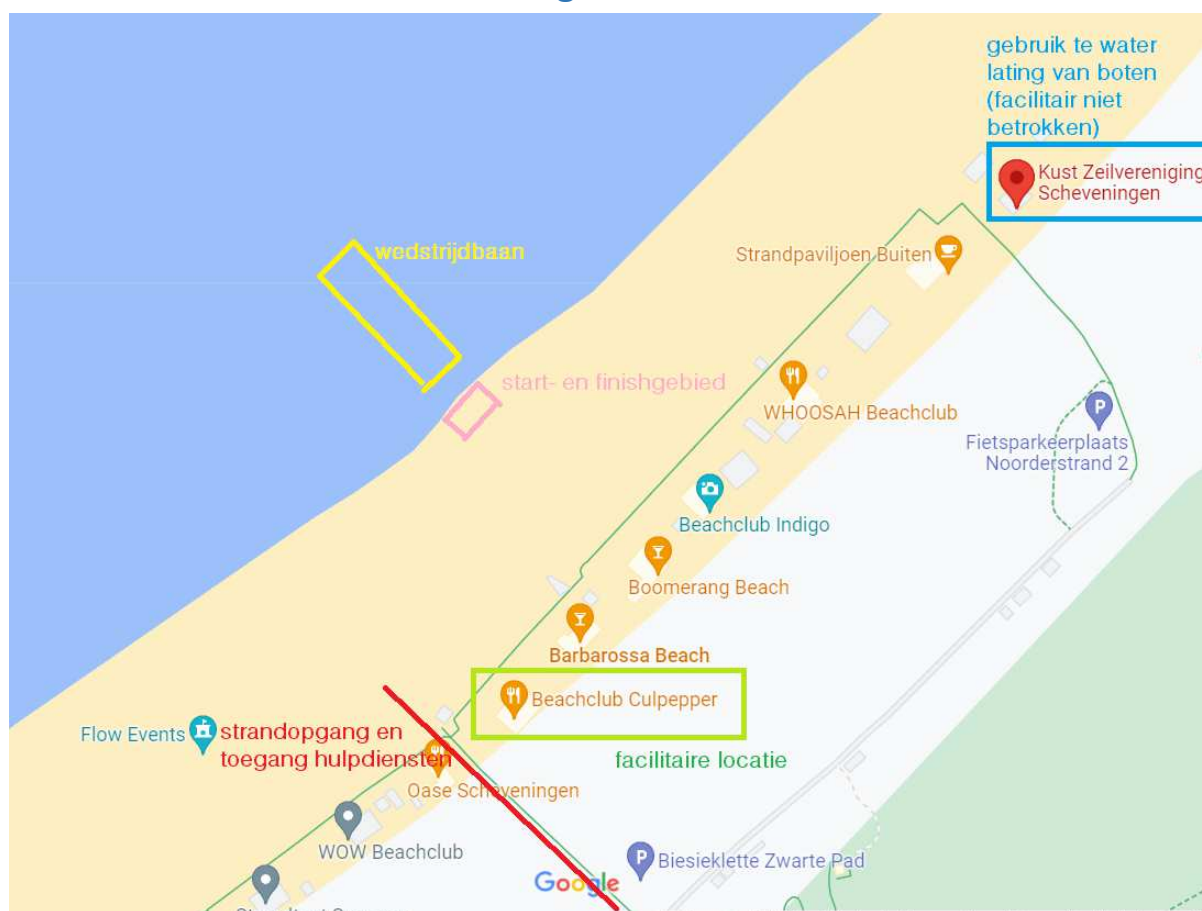 gebruik te water
lating van boten
(facilitair niet
betrokken)
Kust Zeilvereniging
Scheveningen
wedstrijdbaan
Strandpaviljoen Buiten
start- en finishgebied
WHOOSAH Beachclub
Fietsparkeerplaats
Noorderstrand 2
Beachclub Indigo
Boomerang Beach
Barbarossa Beach
Beachclub Culpepper
Flow Events
strandopgang en
toegang hulpdiensten
facilitaire locatie
Oase Scheveningen
WOW Beachclub
Biesieklette Zwarte Pad
Google